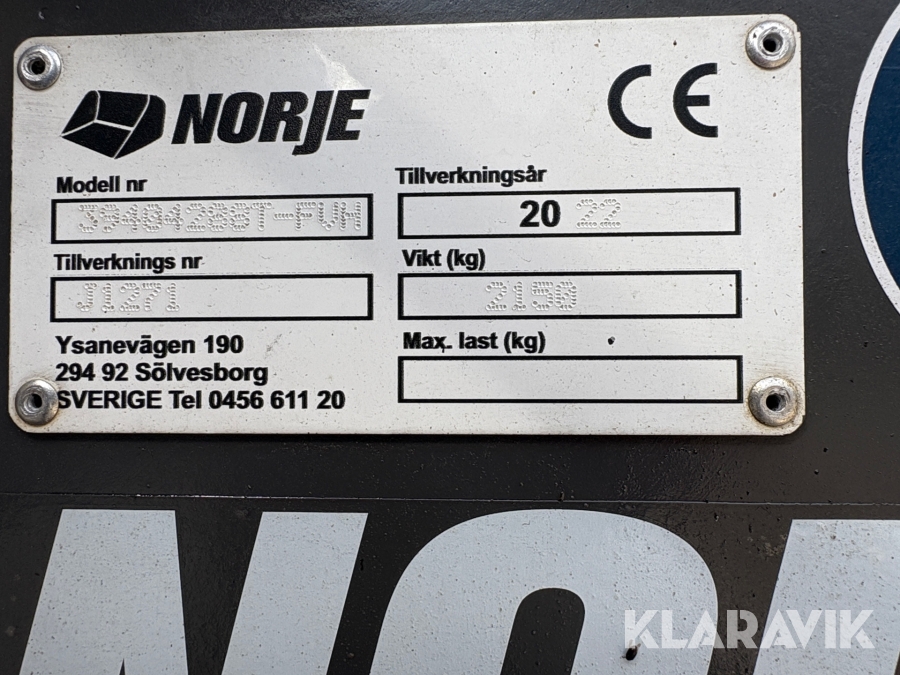 NORJE
CE
Modell nr
Tillverkningsår
20 22
Tillverknings nr
J1271
Vikt (kg)
2150
Max. last (kg)
Ysanevägen 190
294 92 Sölvesborg
SVERIGE Tel 0456 611 20
KLARAVIK